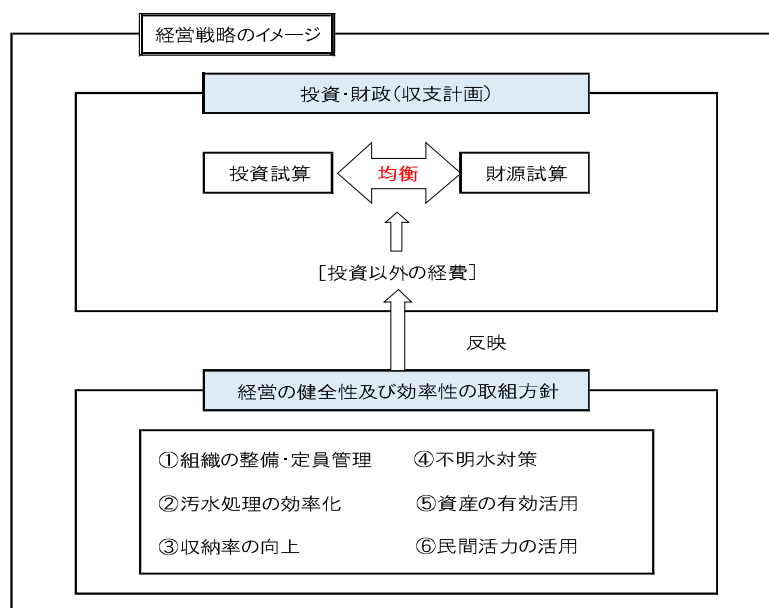 経営戦略のイメージ
投資・財政(収支計画)
投資試算
均衡
財源試算
[投資以外の経費]
反映
経営の健全性及び効率性の取組方針
①組織の整備・定員管理
④不明水対策
②汚水処理の効率化
⑤資産の有効活用
③収納率の向上
⑥民間活力の活用